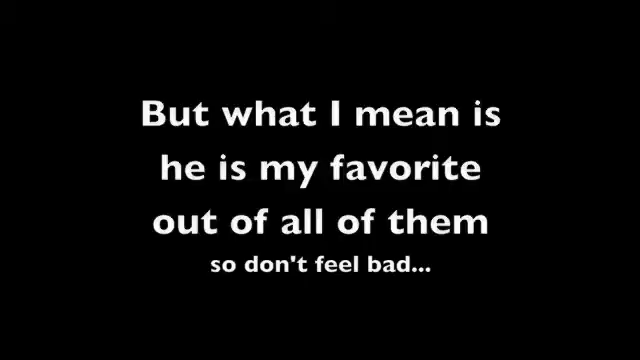 But what I mean is
he is my favorite
out of all of them
so don't feel bad...